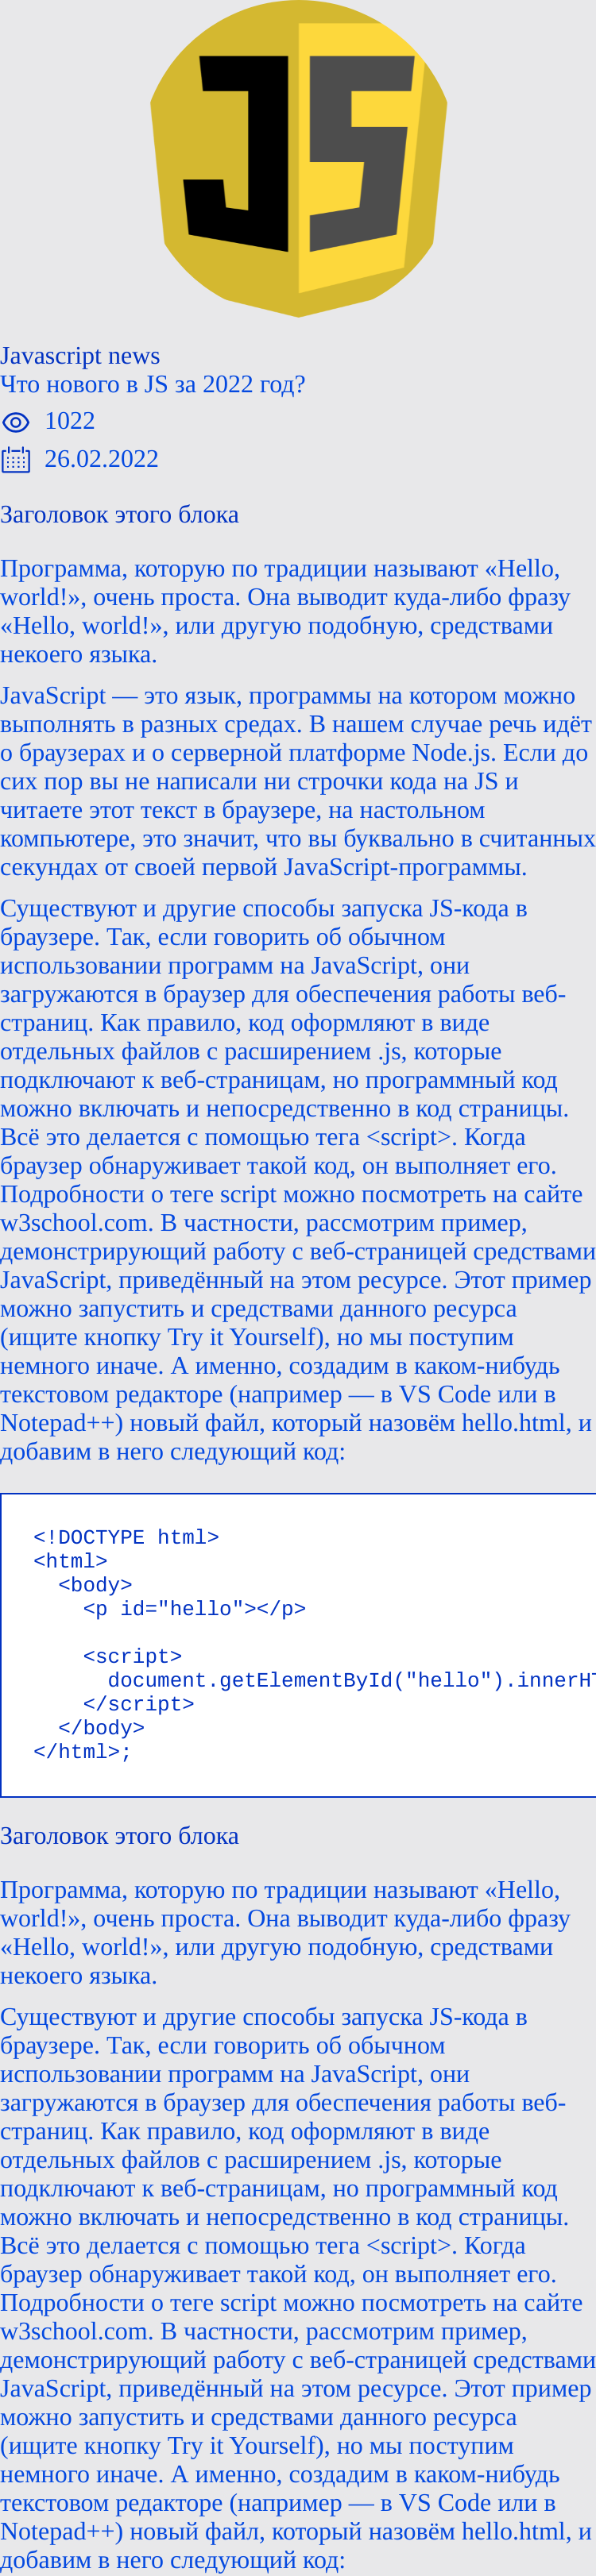 JS
Javascript news
Что нового в JS за 2022 год?
1022
26.02.2022
Заголовок этого блока
Программа, которую по традиции называют «Hello,
world!», очень проста. Она выводит куда-либо фразу
«Hello, world!», или другую подобную, средствами
некоего языка.
JavaScript — это язык, программы на котором можно
выполнять в разных средах. В нашем случае речь идёт
о браузерах и о серверной платформе Node.js. Если до
сих пор вы не написали ни строчки кода на JS и
читаете этот текст в браузере, на настольном
компьютере, это значит, что вы буквально в считанных
секундах от своей первой JavaScript-программы.
Существуют и другие способы запуска JS-кода в
браузере. Так, если говорить об обычном
использовании программ на JavaScript, они
загружаются в браузер для обеспечения работы веб-
страниц. Как правило, код оформляют в виде
отдельных файлов с расширением .js, которые
подключают к веб-страницам, но программный код
можно включать и непосредственно в код страницы.
Всё это делается с помощью тега <script>. Когда
браузер обнаруживает такой код, он выполняет его.
Подробности о теге script можно посмотреть на сайте
w3school.com. В частности, рассмотрим пример,
демонстрирующий работу с веб-страницей средствами
JavaScript, приведённый на этом ресурсе. Этот пример
можно запустить и средствами данного ресурса
(ищите кнопку Try it Yourself), но мы поступим
немного иначе. А именно, создадим в каком-нибудь
текстовом редакторе (например — в VS Code или в
Notepad++) новый файл, который назовём hello.html, и
добавим в него следующий код:
<!DOCTYPE html>
<html>
<body>
<p id="hello"></p>
<script>
document.getElementById("hello").innerHT
</script>
</body>
</html>;
Заголовок этого блока
Программа, которую по традиции называют «Hello,
world!», очень проста. Она выводит куда-либо фразу
«Hello, world!», или другую подобную, средствами
некоего языка.
Существуют и другие способы запуска JS-кода в
браузере. Так, если говорить об обычном
использовании программ на JavaScript, они
загружаются в браузер для обеспечения работы веб-
страниц. Как правило, код оформляют в виде
отдельных файлов с расширением .js, которые
подключают к веб-страницам, но программный код
можно включать и непосредственно в код страницы.
Всё это делается с помощью тега <script>. Когда
браузер обнаруживает такой код, он выполняет его.
Подробности о теге script можно посмотреть на сайте
w3school.com. В частности, рассмотрим пример,
демонстрирующий работу с веб-страницей средствами
JavaScript, приведённый на этом ресурсе. Этот пример
можно запустить и средствами данного ресурса
(ищите кнопку Try it Yourself), но мы поступим
немного иначе. А именно, создадим в каком-нибудь
текстовом редакторе (например — в VS Code или в
Notepad++) новый файл, который назовём hello.html, и
добавим в него следующий код: